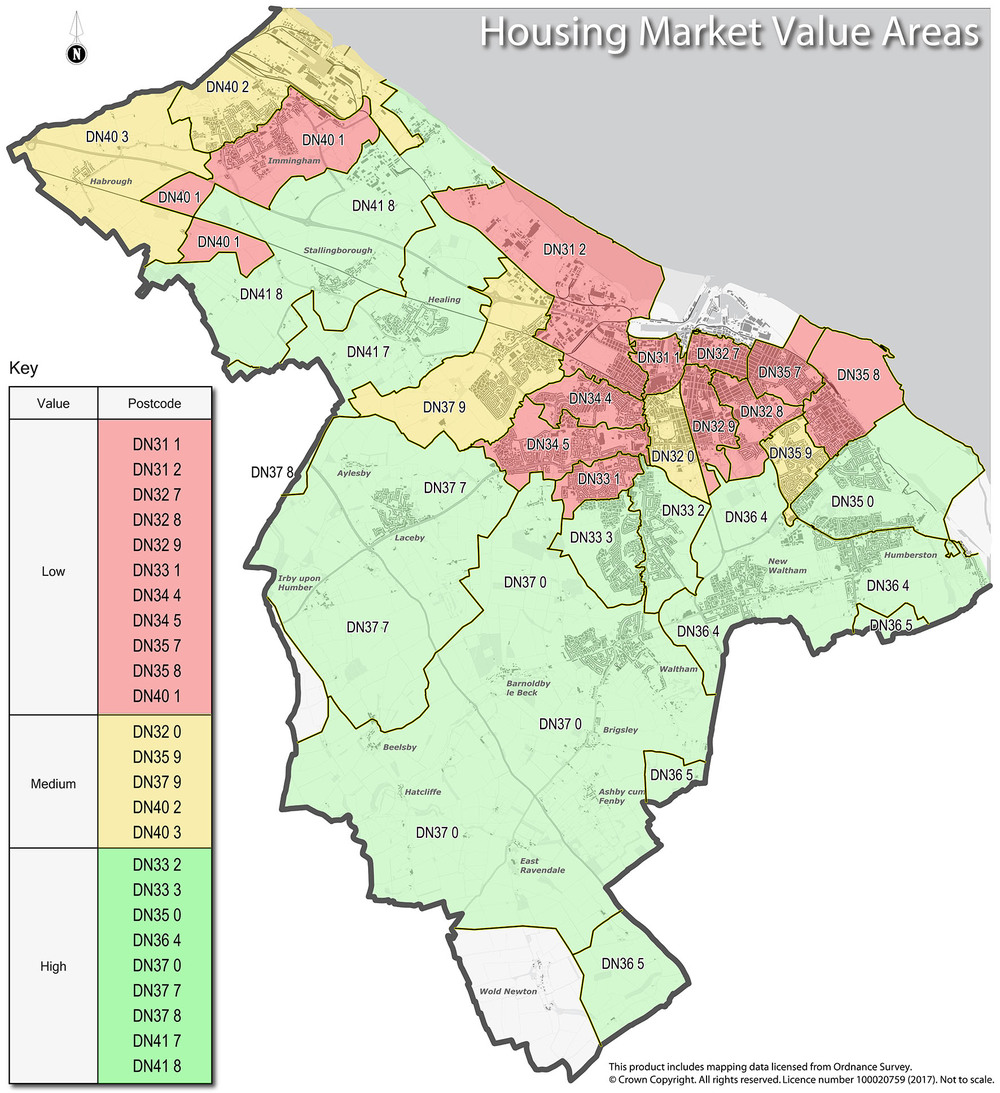 Housing Market Value Areas
N
DN40 2
DN40 3
DN40 1
Immingham
Habrough
DN40 1
DN41 8
DN40 1
Stallingborough
DN31 2
DN41 8
Healing
DN41 7
DN31 1
DN32 7
DN35 7
DN35 8
DN37 9
DN34 4
DN32 8
DN32 9
DN34 5
DN32 0
DN35 9
DN37 8
Aylesby
DN37 7
DN33 1
DN33 2
DN36 4
DN35 0
Laceby
DN33 3
New
Waltham
Humberston
Irby upon
Humber
DN37 0
DN36 4
DN37 7
DN36 4
DN36 5
Waltham
Barnoldby
le Beck
DN37 0
Brigsley
Beelsby
DN36 5
Hatcliffe
Ashby cum
Fenby
DN37 0
East
Ravendale
DN36 5
Wold Newton
Key
Value
Postcode
Low
DN31 1
DN31 2
DN32 7
DN32 8
DN32 9
DN33 1
DN34 4
DN34 5
DN35 7
DN35 8
DN40 1
Medium
DN32 0
DN35 9
DN37 9
DN40 2
DN40 3
High
DN33 2
DN33 3
DN35 0
DN36 4
DN37 0
DN37 7
DN37 8
DN41 7
DN41 8
This product includes mapping data licensed from Ordnance Survey.
© Crown Copyright. All rights reserved. Licence number 100020759 (2017). Not to scale.